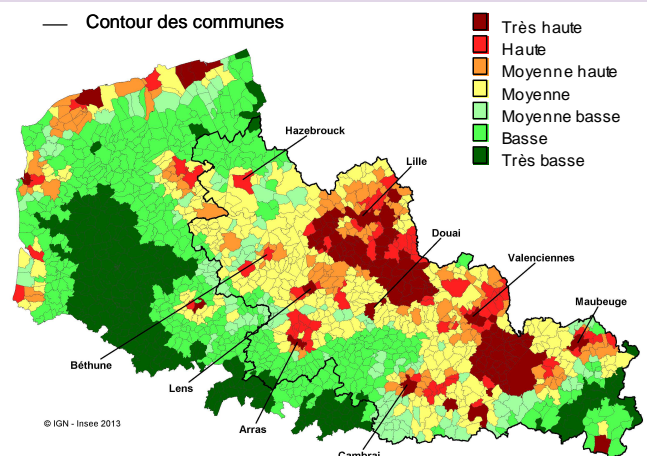 Contour des communes
Très haute
Haute
Moyenne haute
Moyenne
Moyenne basse
Basse
Très basse
Hazebrouck
Lille
Douai
Valenciennes
Maubeuge
Béthune
Lens
Arras
Cambrai
© IGN - Insee 2013